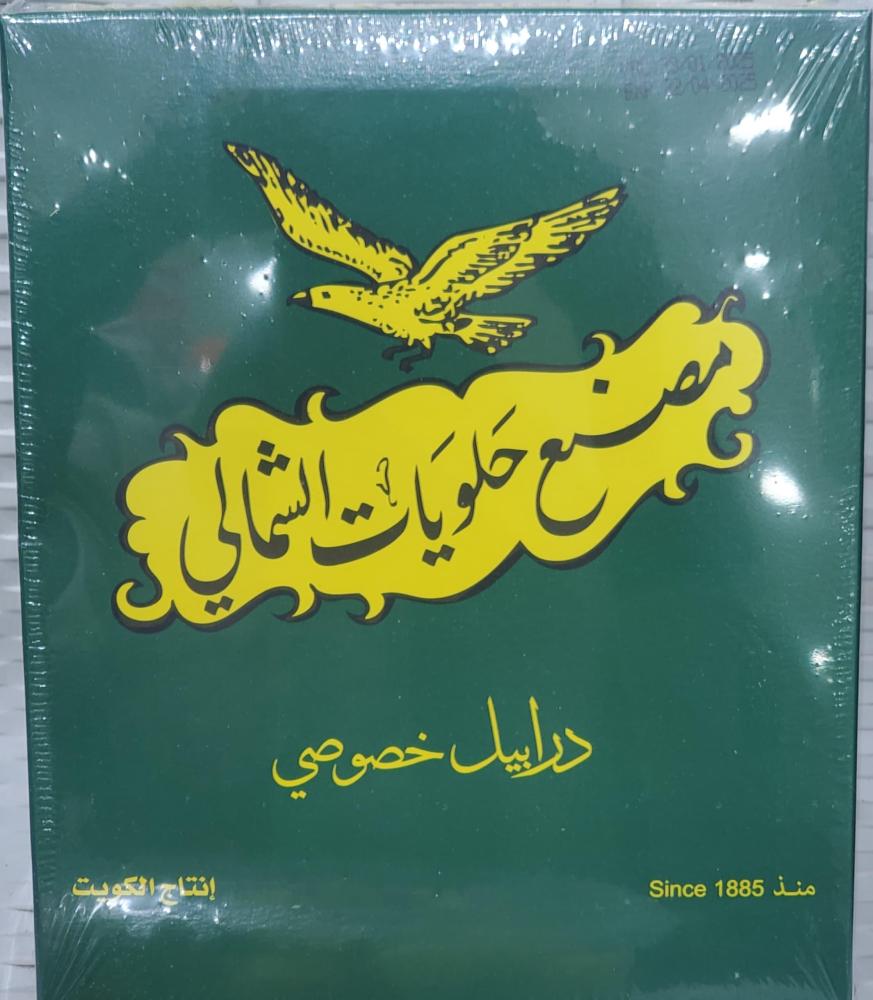 مصنع حلويات الشمالي
درابيل خصوصي
منذ Since 1885
إنتاج الكويت